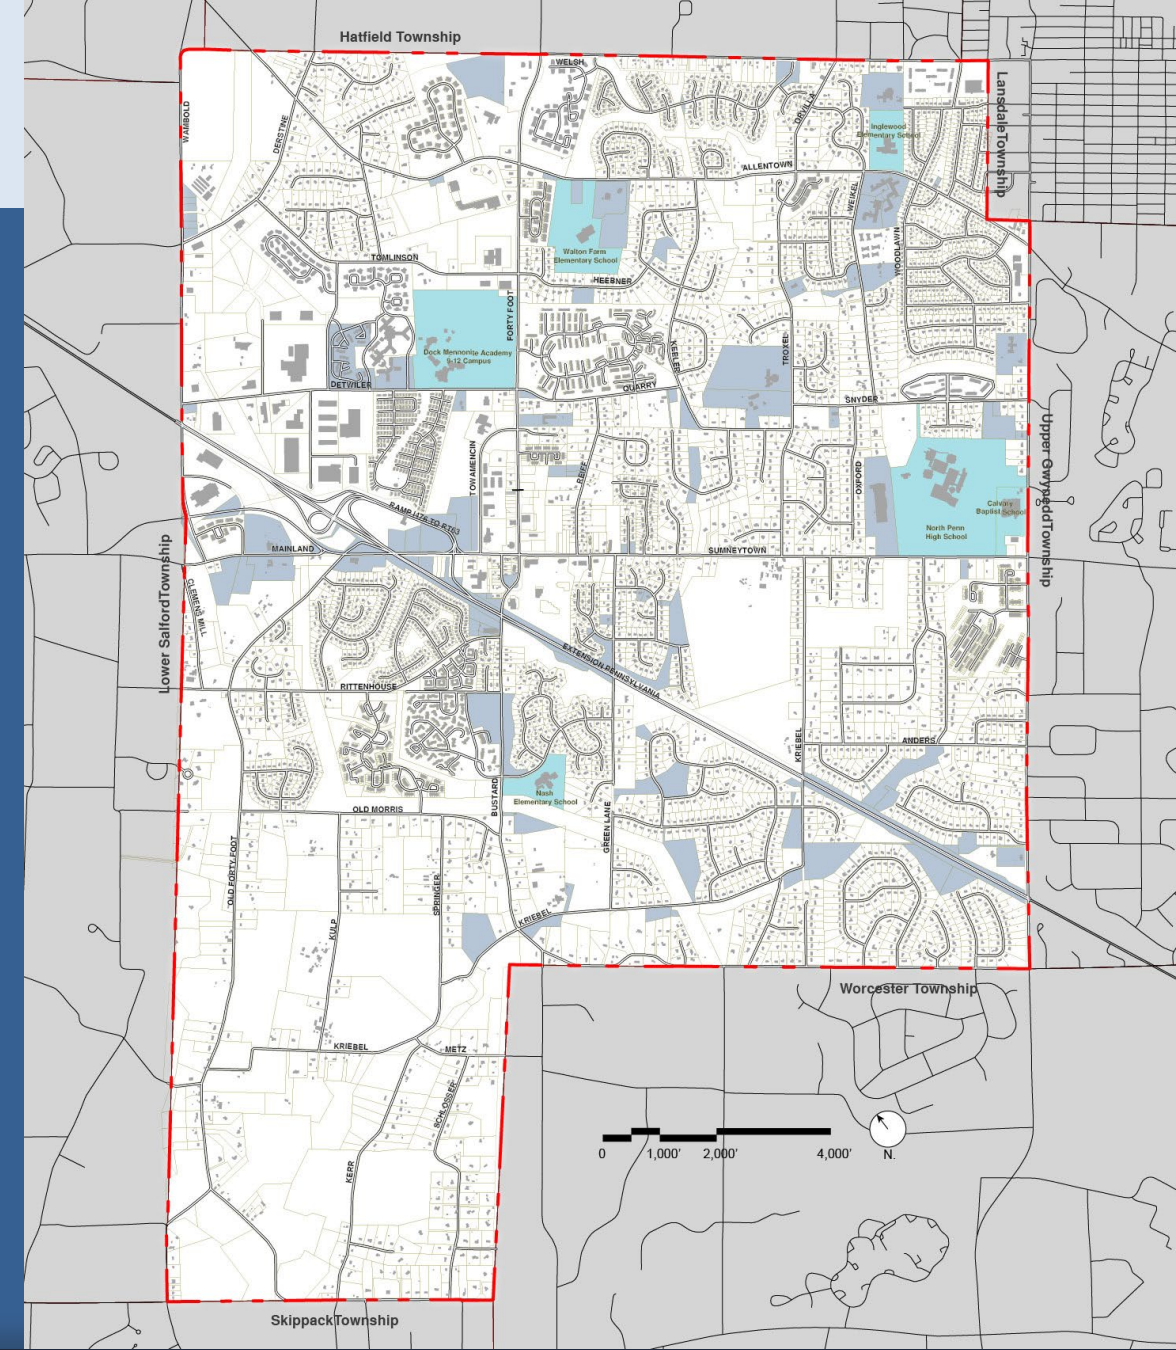 Hatfield Township
WELSH
WAMBOLD
DERSTINE
ORVILLA
Lansdale Township
Inglewood
Elementary School
ALLENTOWN
WEIKEL
WOODLAWN
Walton Farm
Elementary School
TOMLINSON
HEEBNER
FORTY FOOT
Dock Mennonite Academy
9-12 Campus
KEELER
TROXEL
DETWILER
QUARRY
SNYDER
TOWAMENCIN
REIFF
OXFORD
Upper Gwynedd Township
RAMP I476 TO RT63
Calvary
Baptist School
North Penn
High School
MAINLAND
SUMNEYTOWN
Lower Salford Township
CLEMENS MILL
EXTENSION PENNSYLVANIA
RITTENHOUSE
KRIEBEL
ANDERS
Nash
Elementary School
BUSTARD
OLD MORRIS
GREEN LANE
OLD FORTY FOOT
SPRINGER
KULP
KRIEBEL
Worcester Township
KRIEBEL
METZ
SCHLOSSER
KERR
0 1,000' 2,000' 4,000'
N.
Skippack Township